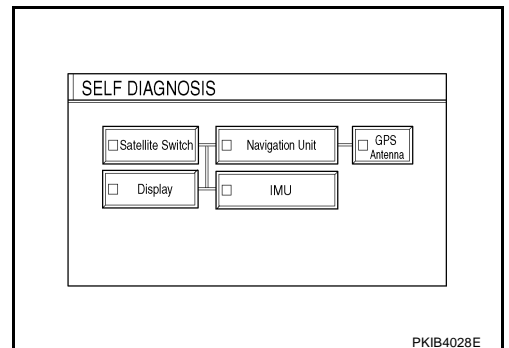 SELF DIAGNOSIS
Satellite Switch
Navigation Unit
GPS
Antenna
Display
IMU
PKIB4028E